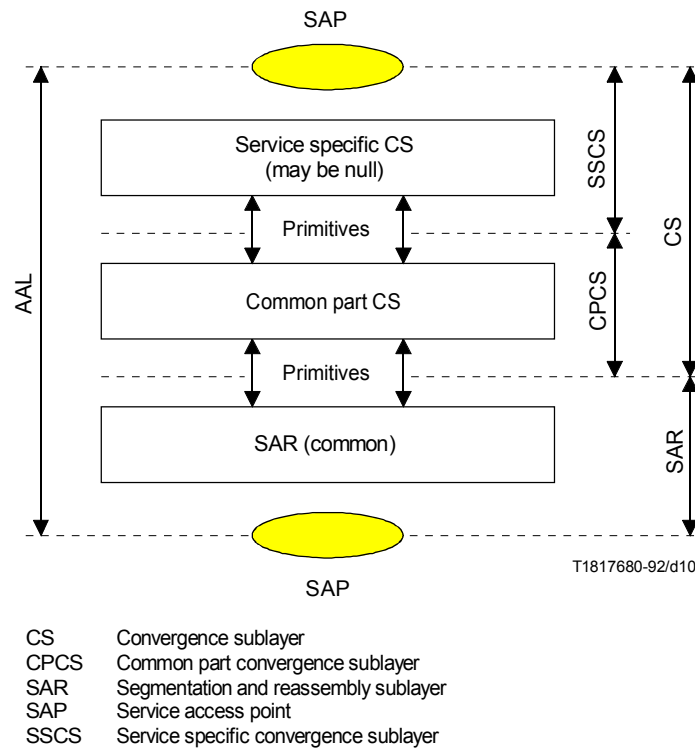 SAP
Service specific CS
(may be null)
SSCS
Primitives
CS
AAL
Common part CS
CPCS
Primitives
SAR (common)
SAR
T1817680-92/d10
SAP
CS Convergence sublayer
CPCS Common part convergence sublayer
SAR Segmentation and reassembly sublayer
SAP Service access point
SSCS Service specific convergence sublayer